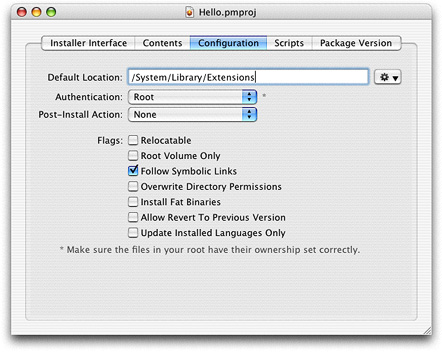 Hello.pmproj
Installer Interface Contents Configuration Scripts Package Version
Default Location: /System/Library/Extensions
Authentication: Root *
Post-Install Action: None
Flags: Relocatable
Root Volume Only
Follow Symbolic Links
Overwrite Directory Permissions
Install Fat Binaries
Allow Revert To Previous Version
Update Installed Languages Only
* Make sure the files in your root have their ownership set correctly.